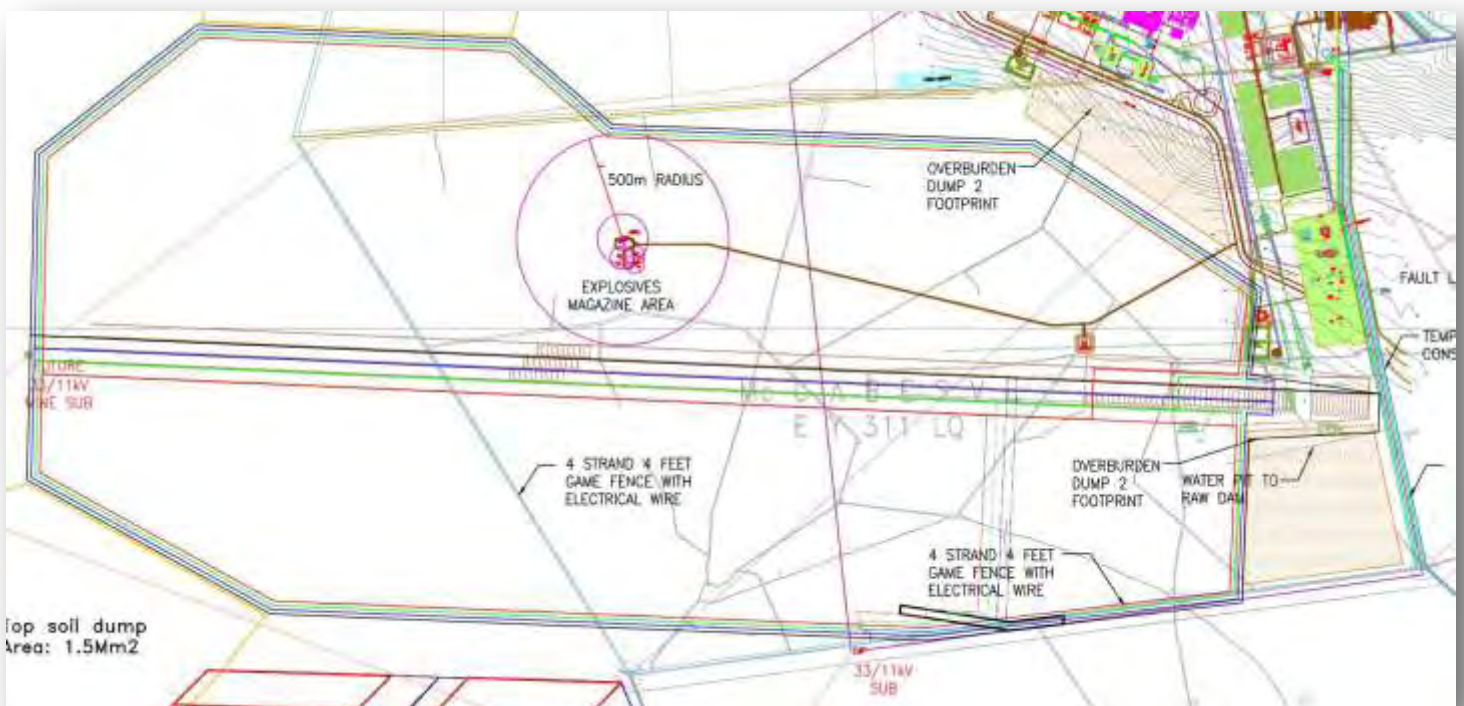 500m RADIUS
OVERBURDEN
DUMP 2
FOOTPRINT
EXPLOSIVES
MAGAZINE AREA
FAULT L
TEMP
CONS
33/11kV
SUB
E Y 311 LQ
4 STRAND 4 FEET
GAME FENCE WITH
ELECTRICAL WIRE
OVERBURDEN
DUMP 2
FOOTPRINT
WATER PIT TO
RAW DAM
4 STRAND 4 FEET
GAME FENCE WITH
ELECTRICAL WIRE
Top soil dump
Area: 1.5Mm2
33/11kV
SUB